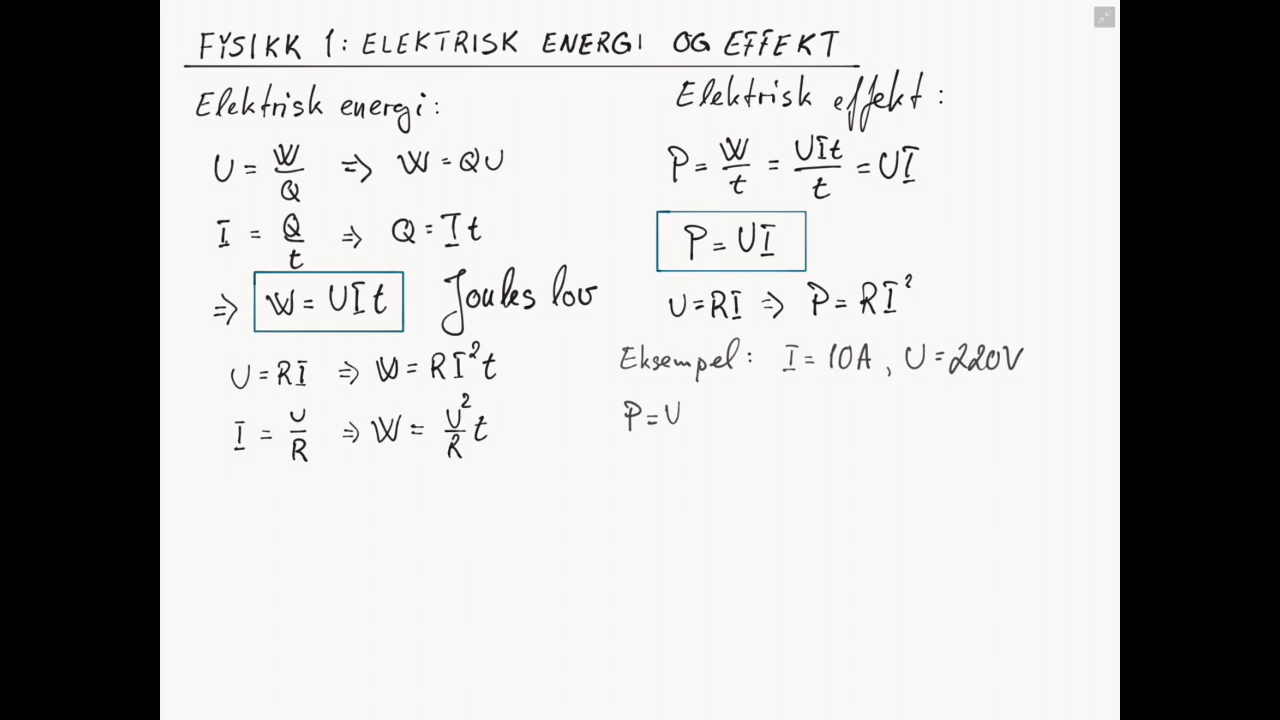 FYSIKK 1: ELEKTRISK ENERGI OG EFFEKT
Elektrisk energi:
U = W/Q => W = QU
I = Q/t => Q = It
=> W = UIt Joules lov
U = RI => W = RI²t
I = U/R => W = U²/R t
Elektrisk effekt:
P = W/t = UIt/t = UI
P = UI
U = RI => P = RI²
Eksempel: I = 10A, U = 220V
P = U